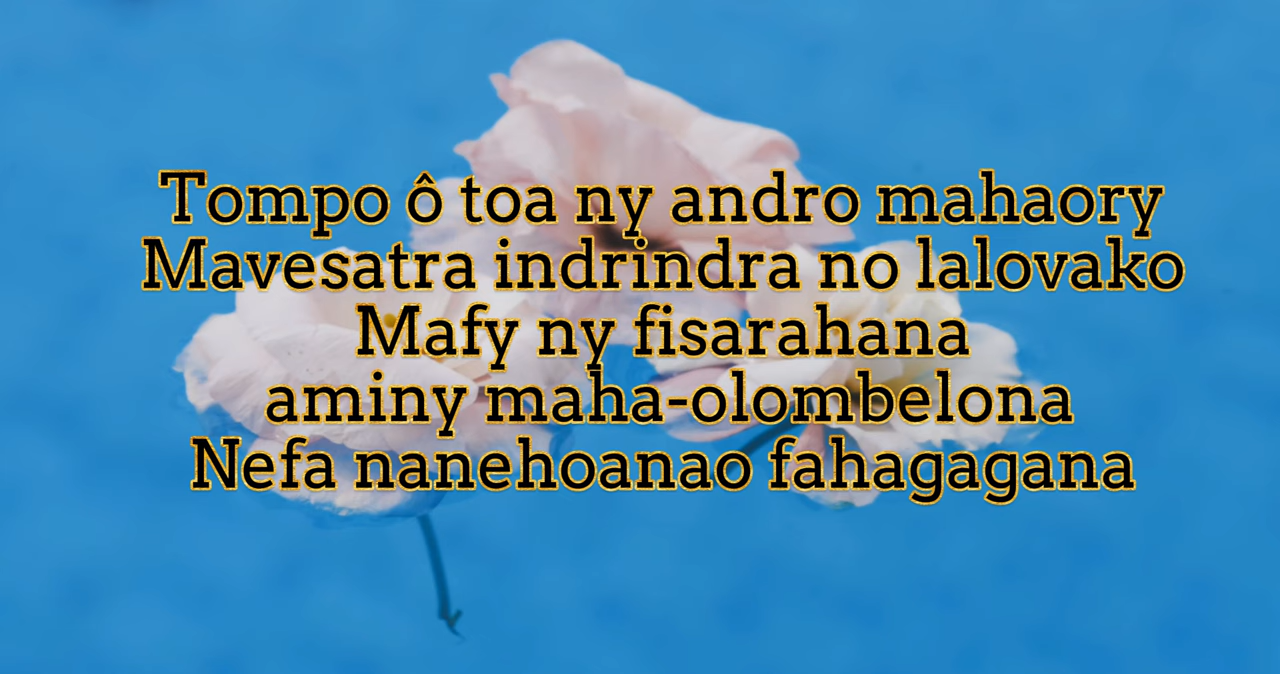 Tompo ô toa ny andro mahaory
Mavesatra indrindra no lalovako
Mafy ny fisarahana
aminy maha-olombelona
Nefa nanehoanao fahagagana